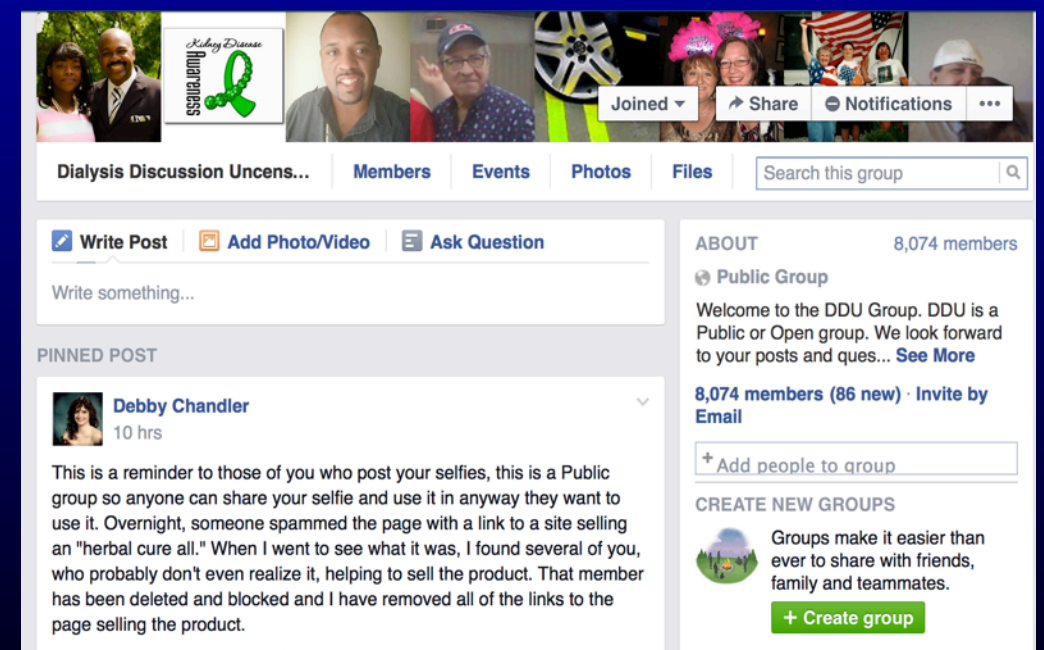 Kidney Disease
Awareness
Joined
Share
Notifications
Dialysis Discussion Uncens...
Members
Events
Photos
Files
Search this group
Write Post
Add Photo/Video
Ask Question
Write something...
PINNED POST
Debby Chandler
10 hrs
This is a reminder to those of you who post your selfies, this is a Public
group so anyone can share your selfie and use it in anyway they want to
use it. Overnight, someone spammed the page with a link to a site selling
an "herbal cure all." When I went to see what it was, I found several of you,
who probably don't even realize it, helping to sell the product. That member
has been deleted and blocked and I have removed all of the links to the
page selling the product.
ABOUT
8,074 members
Public Group
Welcome to the DDU Group. DDU is a
Public or Open group. We look forward
to your posts and ques... See More
8,074 members (86 new) · Invite by
Email
+ Add people to group
CREATE NEW GROUPS
Groups make it easier than
ever to share with friends,
family and teammates.
+ Create group